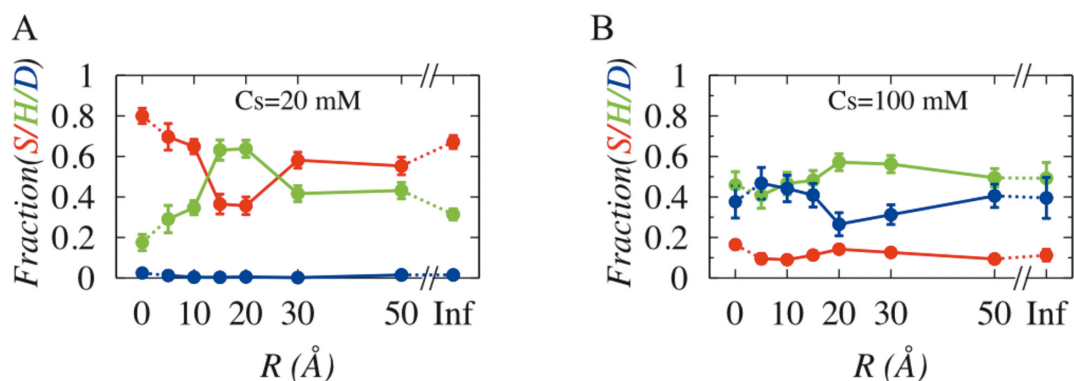 A
B
Fraction(S/H/D)
1
0.8
0.6
0.4
0.2
0
Cs=20 mM
0 10 20 30 50 Inf
R (Å)
Fraction(S/H/D)
1
0.8
0.6
0.4
0.2
0
Cs=100 mM
0 10 20 30 50 Inf
R (Å)